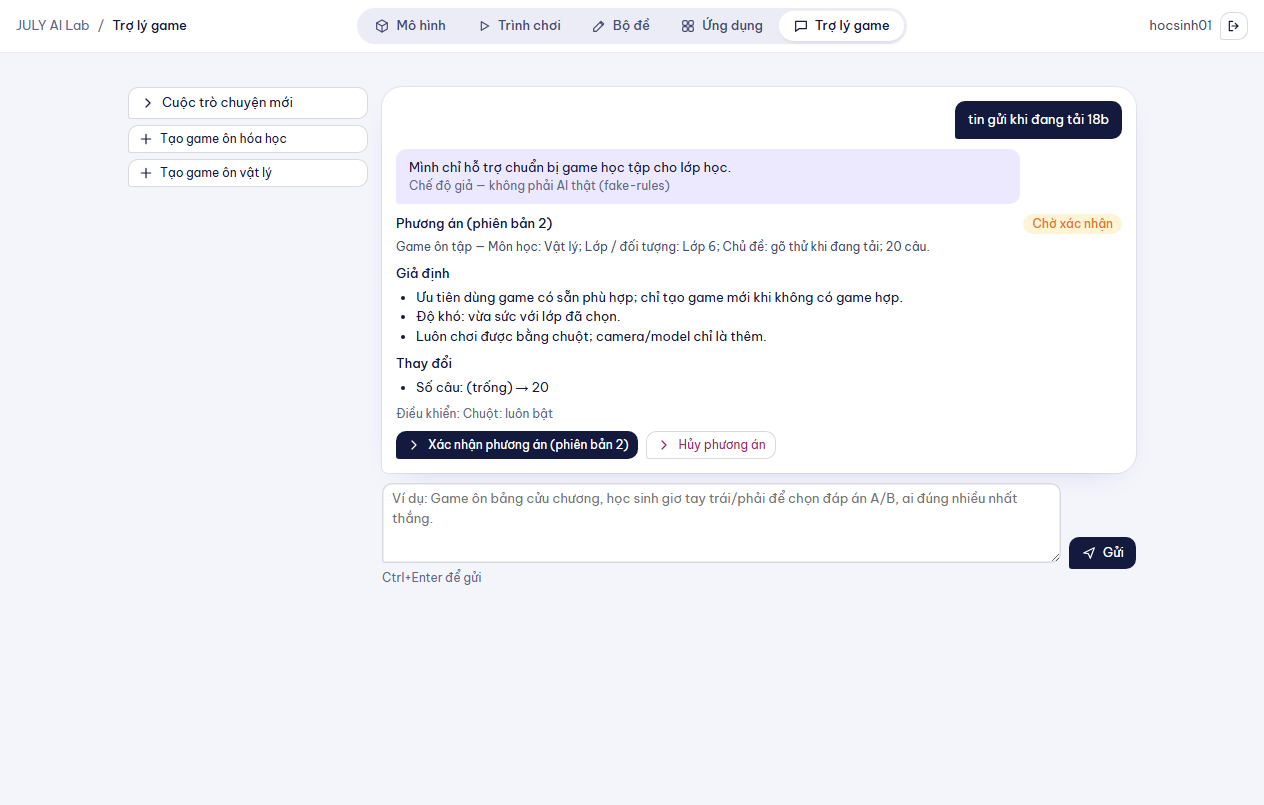 JULY AI Lab / Trợ lý game
Mô hình
Trình chơi
Bộ đề
Ứng dụng
Trợ lý game
hocsinh01
Cuộc trò chuyện mới
Tạo game ôn hóa học
Tạo game ôn vật lý
tin gửi khi đang tải 18b
Mình chỉ hỗ trợ chuẩn bị game học tập cho lớp học.
Chế độ giả — không phải AI thật (fake-rules)
Phương án (phiên bản 2)
Chờ xác nhận
Game ôn tập — Môn học: Vật lý; Lớp / đối tượng: Lớp 6; Chủ đề: gõ thử khi đang tải; 20 câu.
Giả định
• Ưu tiên dùng game có sẵn phù hợp; chỉ tạo game mới khi không có game hợp.
• Độ khó: vừa sức với lớp đã chọn.
• Luôn chơi được bằng chuột; camera/model chỉ là thêm.
Thay đổi
• Số câu: (trống) → 20
Điều khiển: Chuột: luôn bật
Xác nhận phương án (phiên bản 2)
Hủy phương án
Ví dụ: Game ôn bảng cửu chương, học sinh giơ tay trái/phải để chọn đáp án A/B, ai đúng nhiều nhất
thắng.
Gửi
Ctrl+Enter để gửi